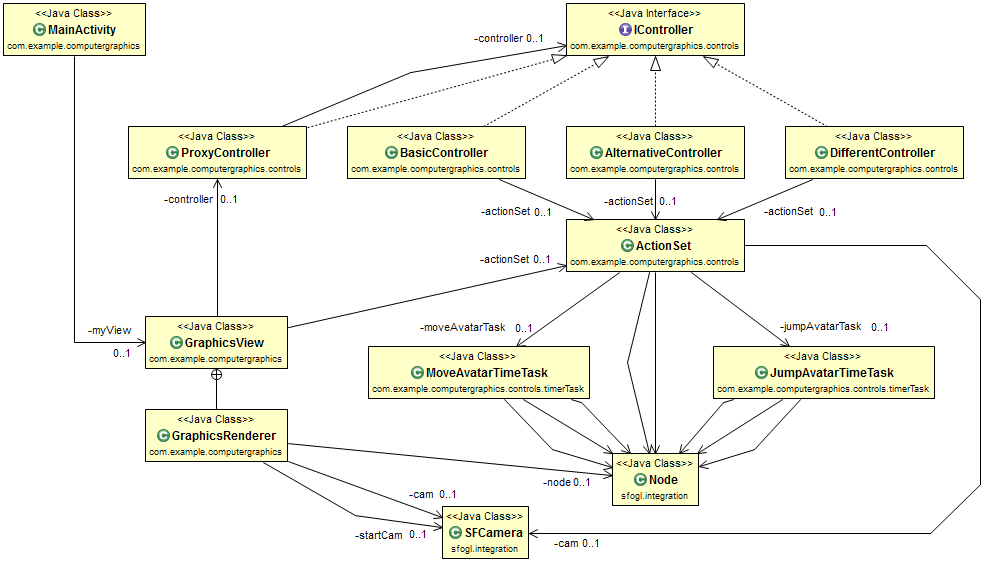 <<Java Class>>
MainActivity
com.example.computergraphics
<<Java Interface>>
IController
com.example.computergraphics.controls
-controller 0..1
<<Java Class>>
ProxyController
com.example.computergraphics.controls
<<Java Class>>
BasicController
com.example.computergraphics.controls
<<Java Class>>
AlternativeController
com.example.computergraphics.controls
<<Java Class>>
DifferentController
com.example.computergraphics.controls
-controller 0..1
-actionSet 0..1
-actionSet 0..1
-actionSet 0..1
<<Java Class>>
ActionSet
com.example.computergraphics.controls
-actionSet 0..1
-myView
0..1
<<Java Class>>
GraphicsView
com.example.computergraphics
-moveAvatarTask 0..1
-jumpAvatarTask 0..1
<<Java Class>>
MoveAvatarTimeTask
com.example.computergraphics.controls.timerTask
<<Java Class>>
JumpAvatarTimeTask
com.example.computergraphics.controls.timerTask
<<Java Class>>
GraphicsRenderer
com.example.computergraphics
<<Java Class>>
Node
sfogl.integration
-node 0..1
-cam 0..1
-startCam 0..1
<<Java Class>>
SFCamera
sfogl.integration
-cam 0..1